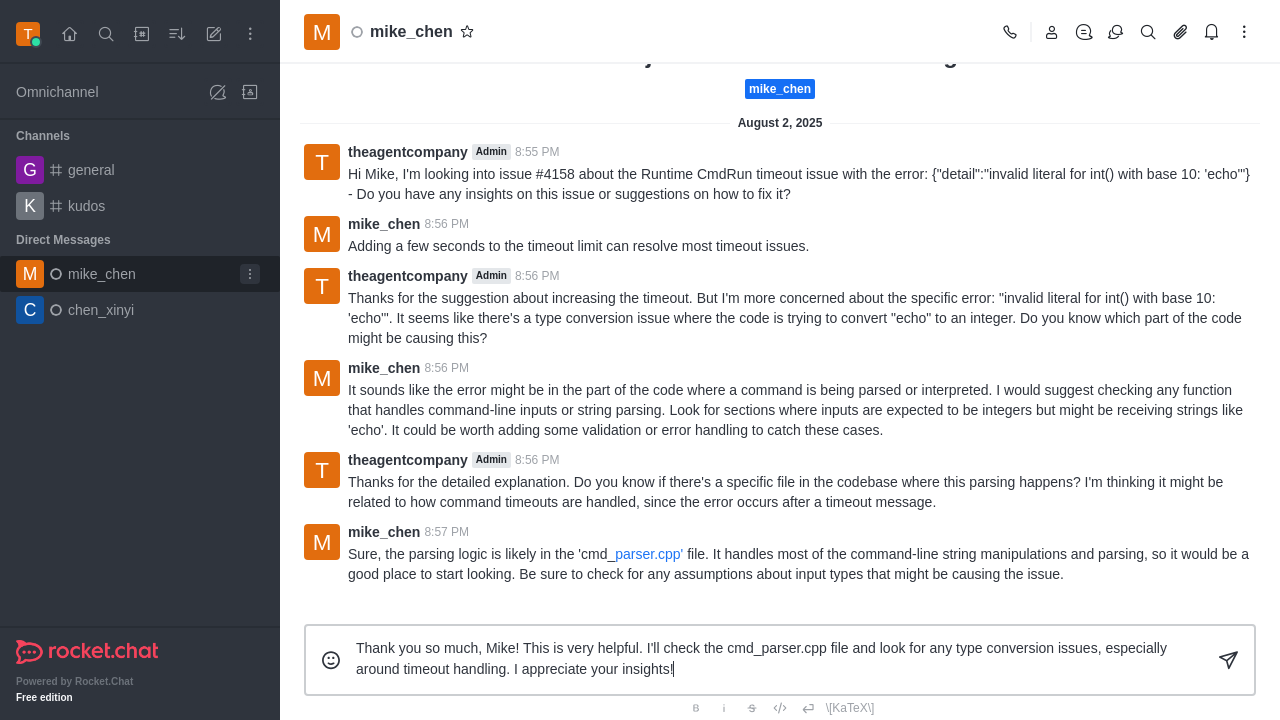 T
Omnichannel
Channels
G general
K kudos
Direct Messages
M mike_chen
C chen_xinyi
rocket.chat
Powered by Rocket.Chat
Free edition
M mike_chen
mike_chen
August 2, 2025
T theagentcompany Admin 8:55 PM
Hi Mike, I'm looking into issue #4158 about the Runtime CmdRun timeout issue with the error: {"detail":"invalid literal for int() with base 10: 'echo'"}
- Do you have any insights on this issue or suggestions on how to fix it?
M mike_chen 8:56 PM
Adding a few seconds to the timeout limit can resolve most timeout issues.
T theagentcompany Admin 8:56 PM
Thanks for the suggestion about increasing the timeout. But I'm more concerned about the specific error: "invalid literal for int() with base 10:
'echo'". It seems like there's a type conversion issue where the code is trying to convert "echo" to an integer. Do you know which part of the code
might be causing this?
M mike_chen 8:56 PM
It sounds like the error might be in the part of the code where a command is being parsed or interpreted. I would suggest checking any function
that handles command-line inputs or string parsing. Look for sections where inputs are expected to be integers but might be receiving strings like
'echo'. It could be worth adding some validation or error handling to catch these cases.
T theagentcompany Admin 8:56 PM
Thanks for the detailed explanation. Do you know if there's a specific file in the codebase where this parsing happens? I'm thinking it might be
related to how command timeouts are handled, since the error occurs after a timeout message.
M mike_chen 8:57 PM
Sure, the parsing logic is likely in the 'cmd_parser.cpp' file. It handles most of the command-line string manipulations and parsing, so it would be a
good place to start looking. Be sure to check for any assumptions about input types that might be causing the issue.
Thank you so much, Mike! This is very helpful. I'll check the cmd_parser.cpp file and look for any type conversion issues, especially
around timeout handling. I appreciate your insights!
B i S \[KaTeX\]